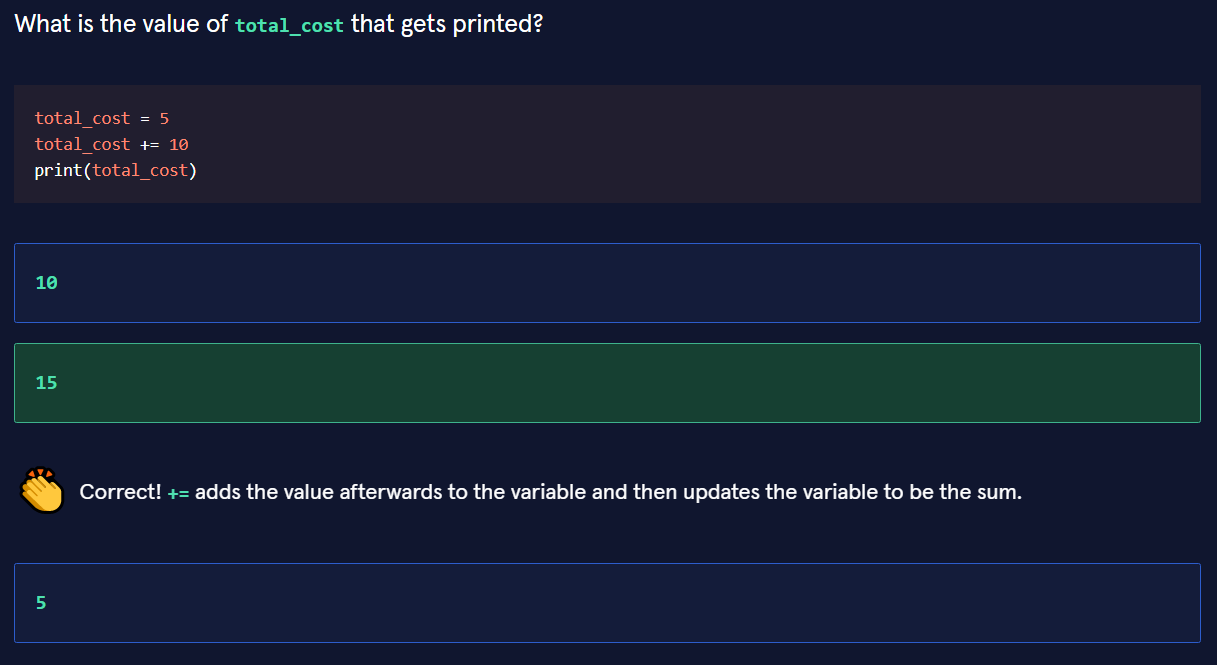 What is the value of total_cost that gets printed?
total_cost = 5
total_cost += 10
print(total_cost)
10
15
Correct! += adds the value afterwards to the variable and then updates the variable to be the sum.
5